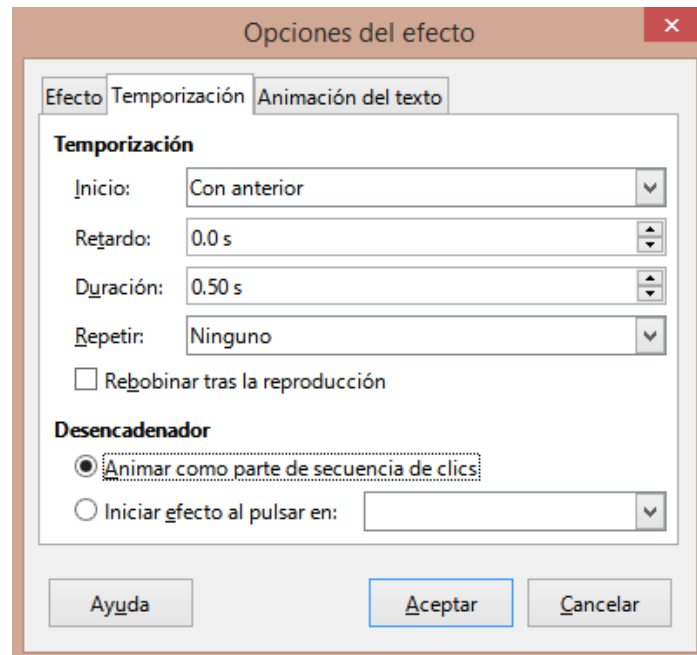 Opciones del efecto
Efecto Temporización Animación del texto
Temporización
Inicio: Con anterior
Retardo: 0.0 s
Duración: 0.50 s
Repetir: Ninguno
Rebobinar tras la reproducción
Desencadenador
Animar como parte de secuencia de clics
Iniciar efecto al pulsar en:
Ayuda Aceptar Cancelar